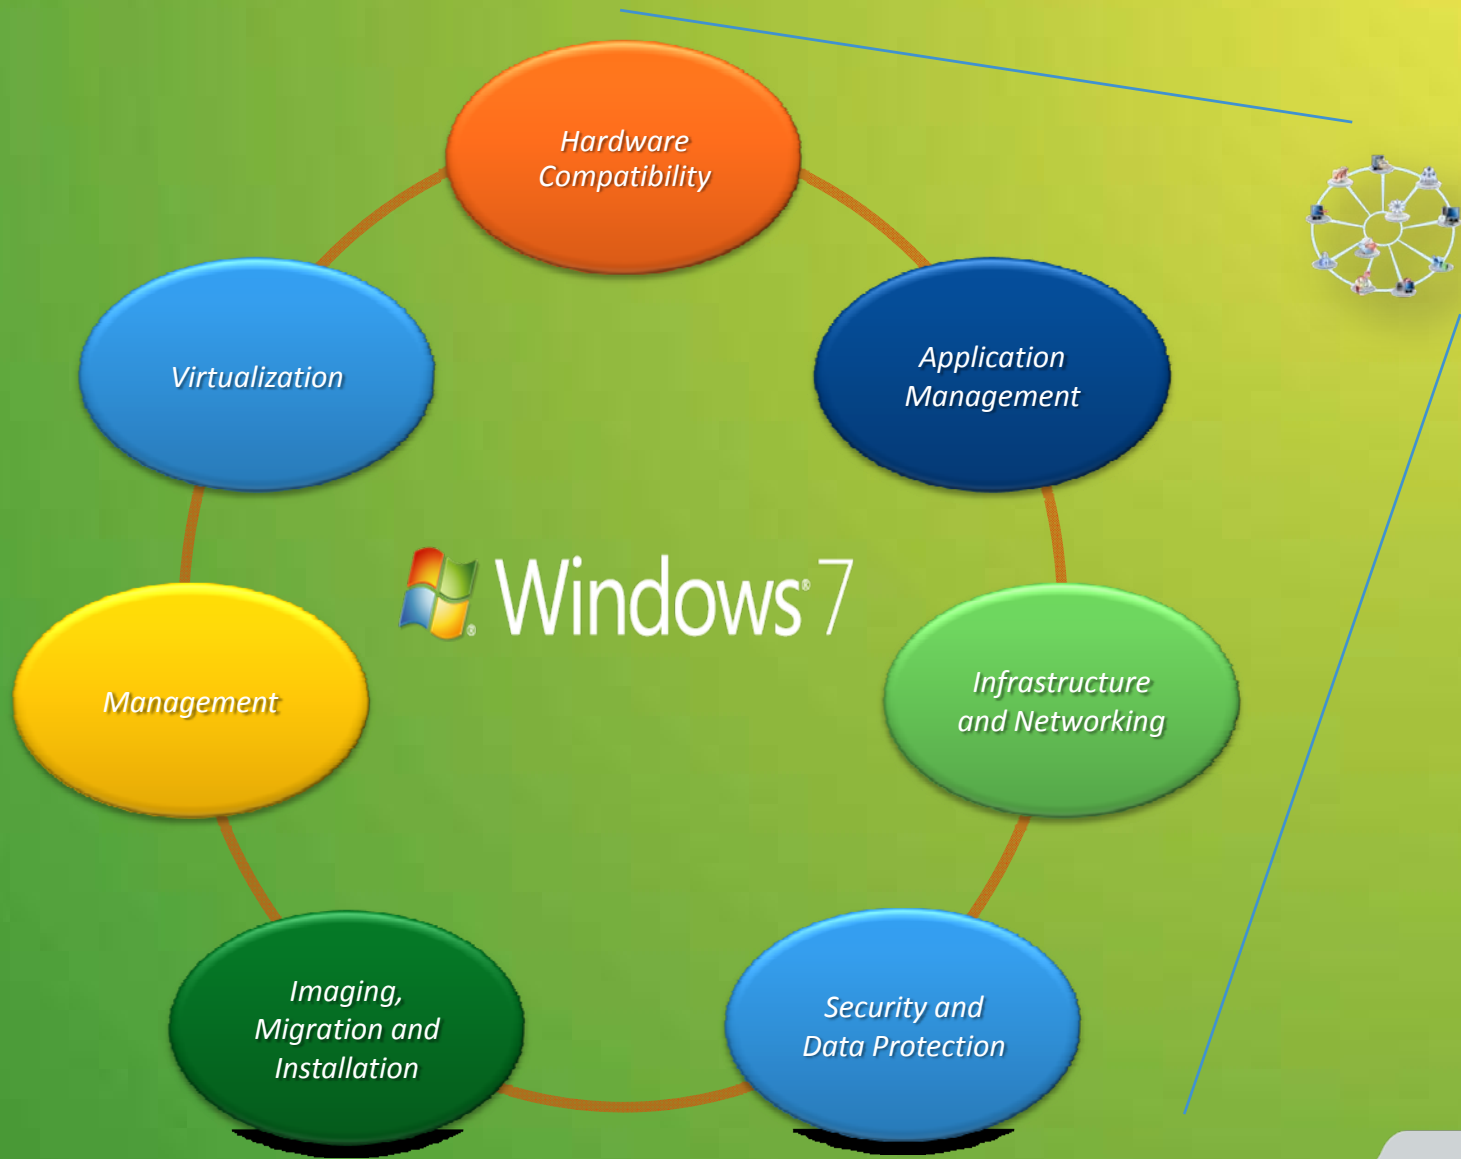 Hardware
Compatibility
Application
Management
Virtualization
Windows® 7
Infrastructure
and Networking
Management
Imaging,
Migration and
Installation
Security and
Data Protection